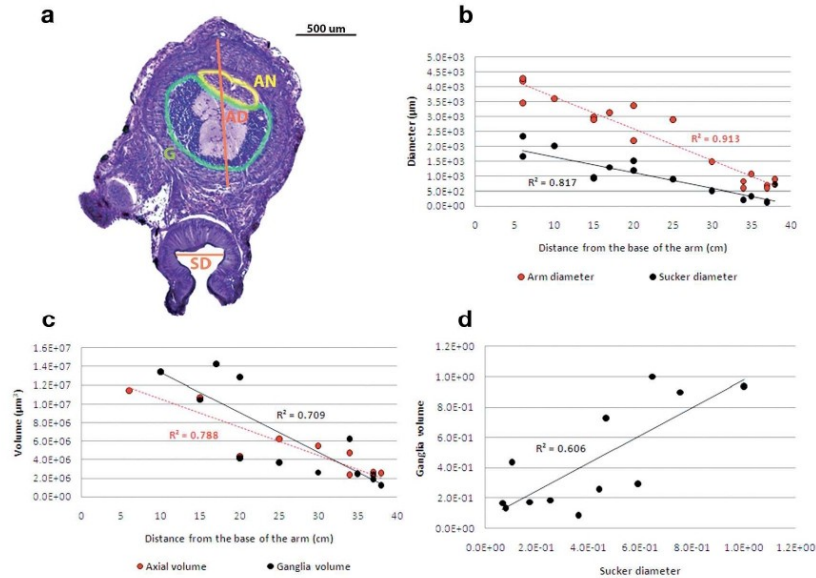 a
500 um
AN
AD
G
SD
b
Diameter (µm)
5.0E+03
4.5E+03
4.0E+03
3.5E+03
3.0E+03
2.5E+03
2.0E+03
1.5E+03
1.0E+03
5.0E+02
0.0E+00
R² = 0.913
R² = 0.817
0 5 10 15 20 25 30 35 40
Distance from the base of the arm (cm)
Arm diameter Sucker diameter
c
Volume (µm³)
1.6E+07
1.4E+07
1.2E+07
1.0E+07
8.0E+06
6.0E+06
4.0E+06
2.0E+06
0.0E+00
R² = 0.709
R² = 0.788
0 5 10 15 20 25 30 35 40
Distance from the base of the arm (cm)
Axial volume Ganglia volume
d
Ganglia volume
1.2E+00
1.0E+00
8.0E-01
6.0E-01
4.0E-01
2.0E-01
0.0E+00
R² = 0.606
0.0E+00 2.0E-01 4.0E-01 6.0E-01 8.0E-01 1.0E+00 1.2E+00
Sucker diameter